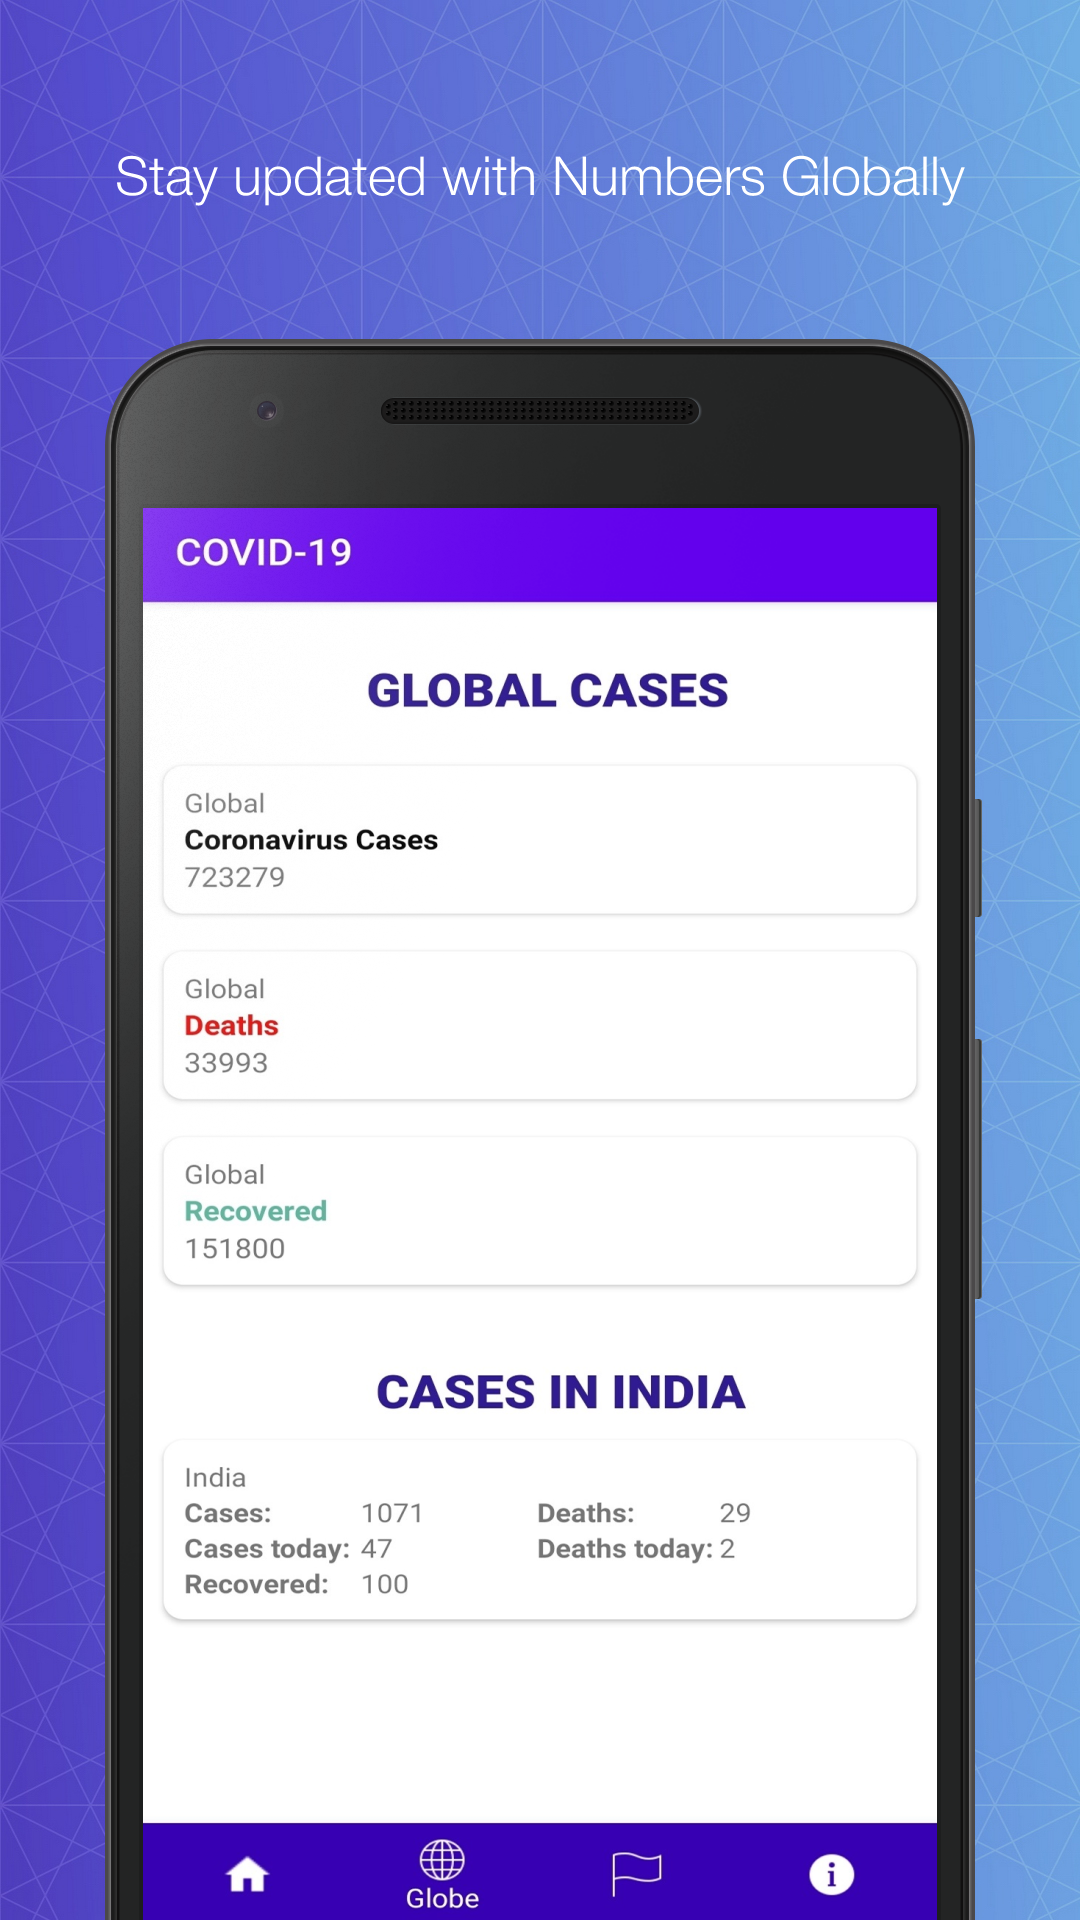 Stay updated with Numbers Globally
COVID-19
GLOBAL CASES
Global
Coronavirus Cases
723279
Global
Deaths
33993
Global
Recovered
151800
CASES IN INDIA
India
Cases: 1071 Deaths: 29
Cases today: 47 Deaths today: 2
Recovered: 100
Globe